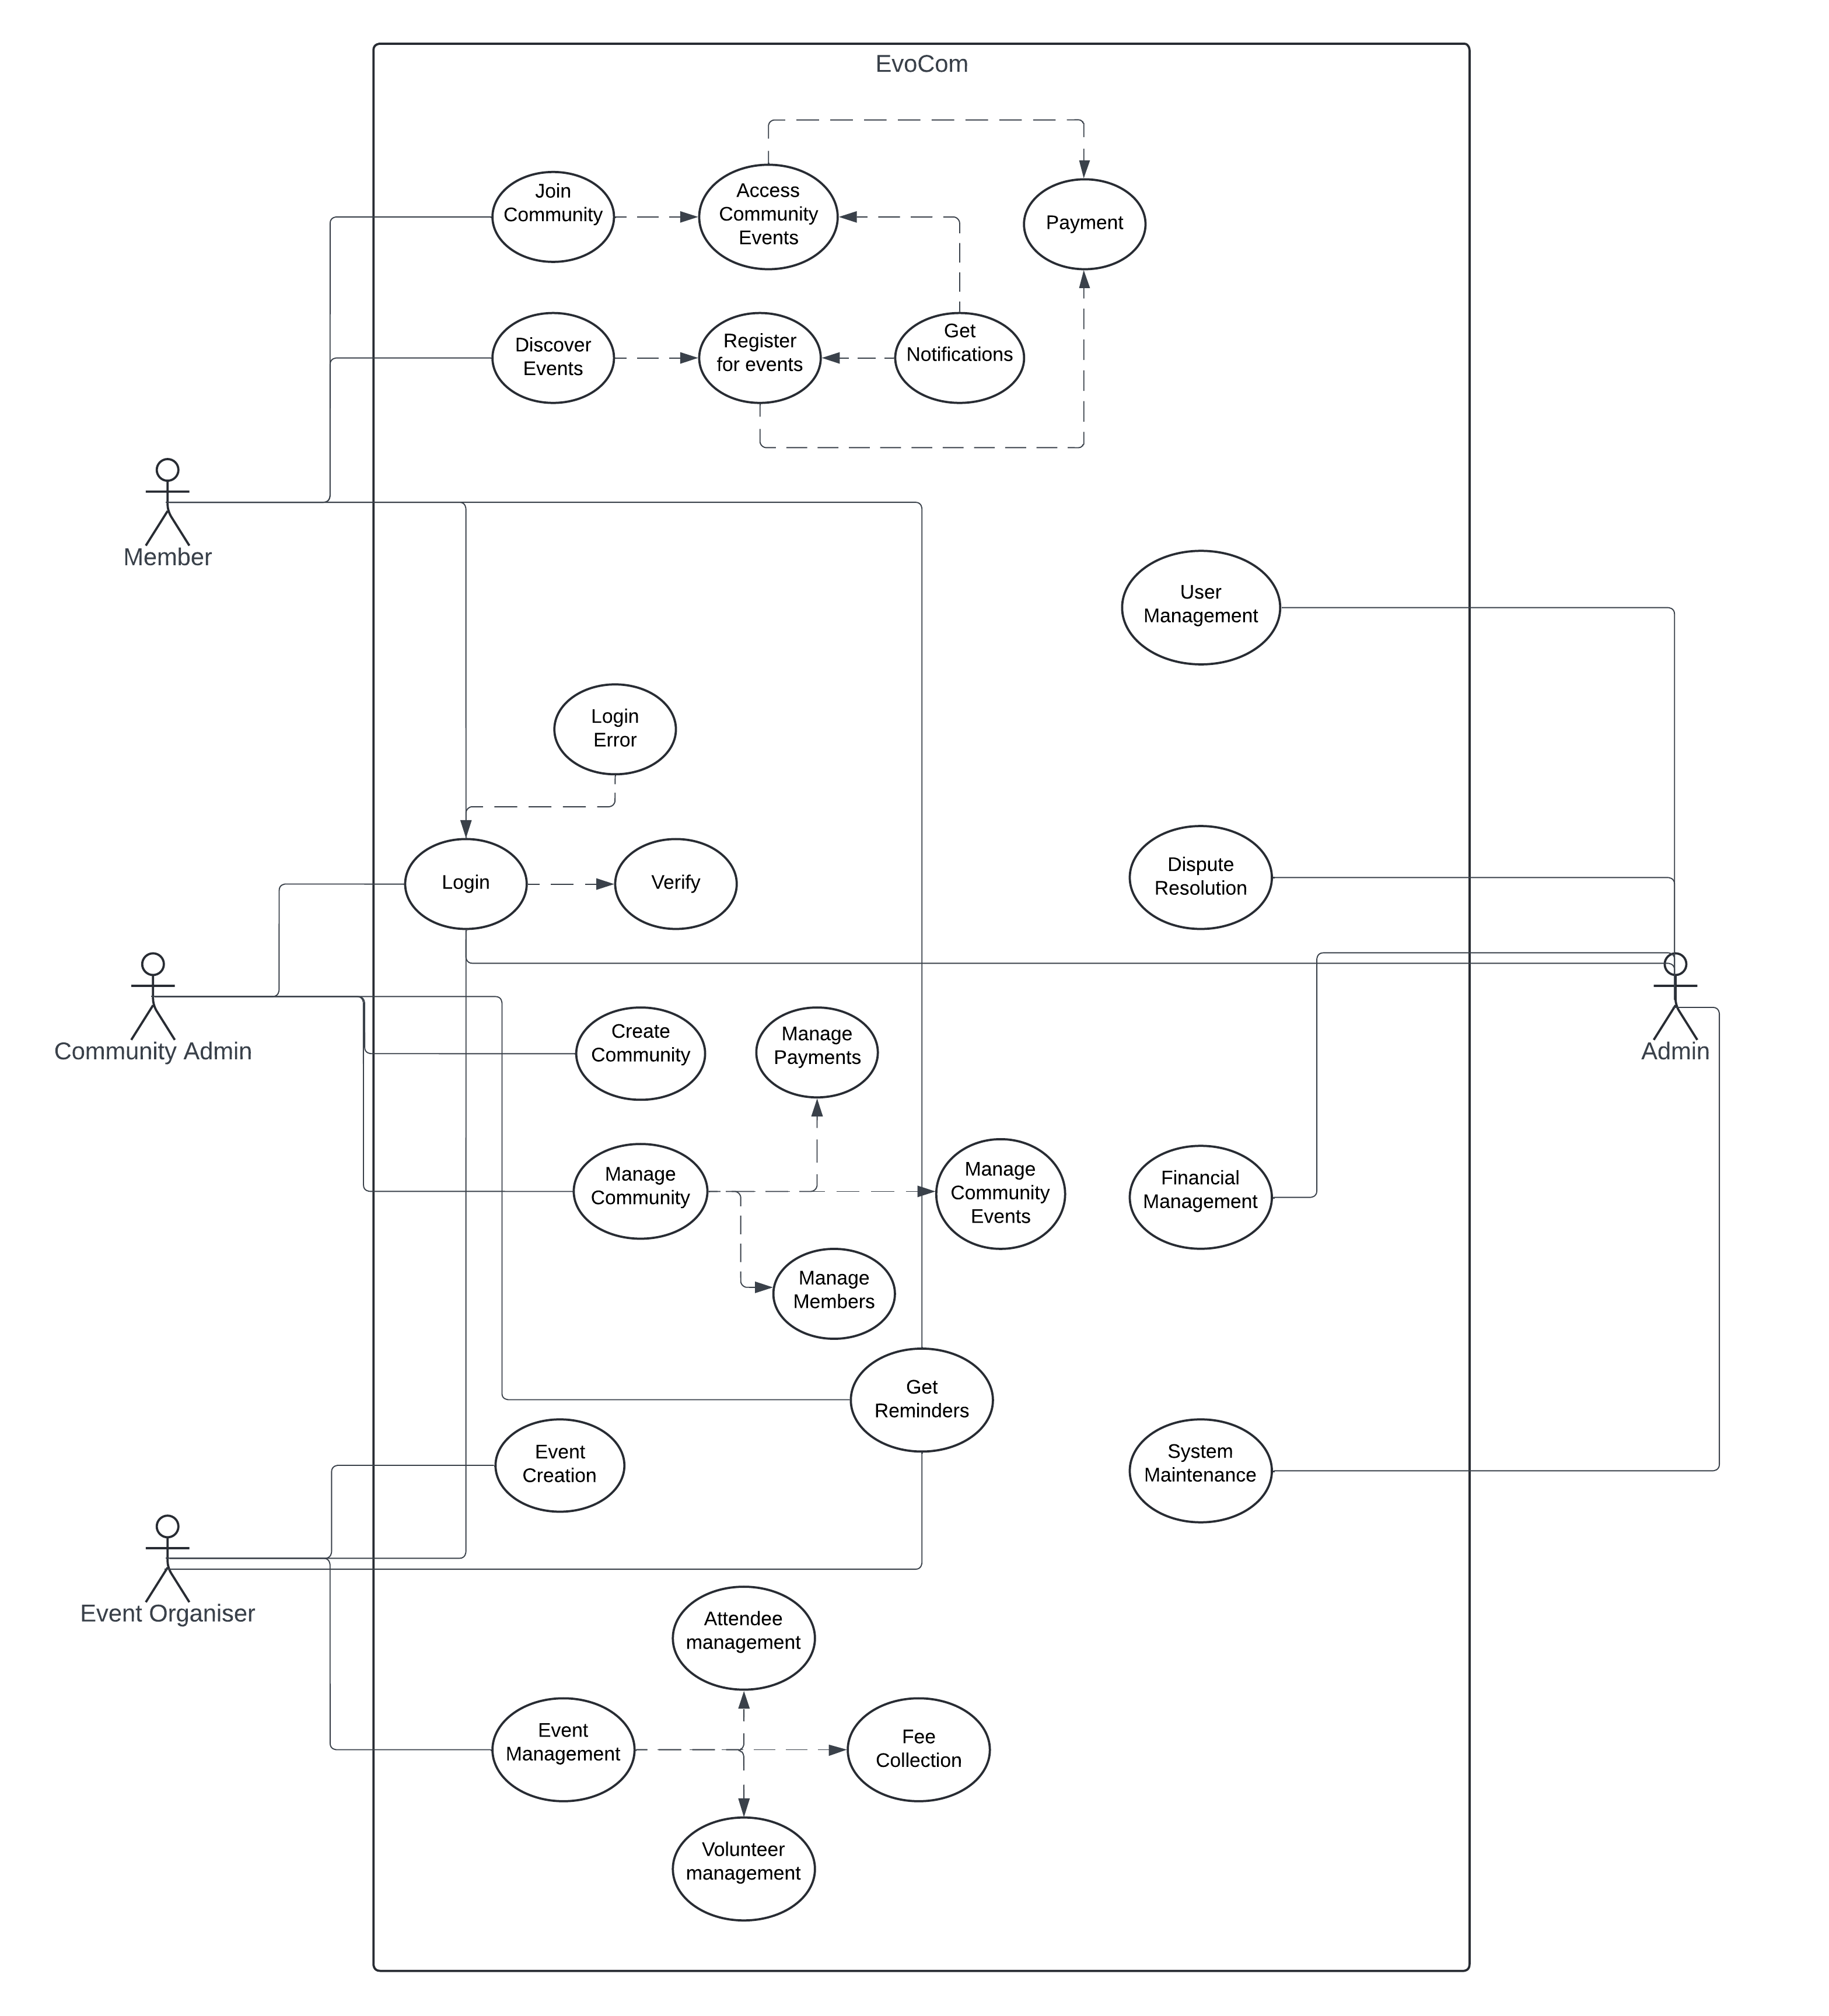 EvoCom
Join
Community
Access
Community
Events
Payment
Discover
Events
Register
for events
Get
Notifications
Member
User
Management
Login
Error
Login
Verify
Dispute
Resolution
Community Admin
Admin
Create
Community
Manage
Payments
Manage
Community
Manage
Community
Events
Financial
Management
Manage
Members
Get
Reminders
Event
Creation
System
Maintenance
Event Organiser
Attendee
management
Event
Management
Fee
Collection
Volunteer
management